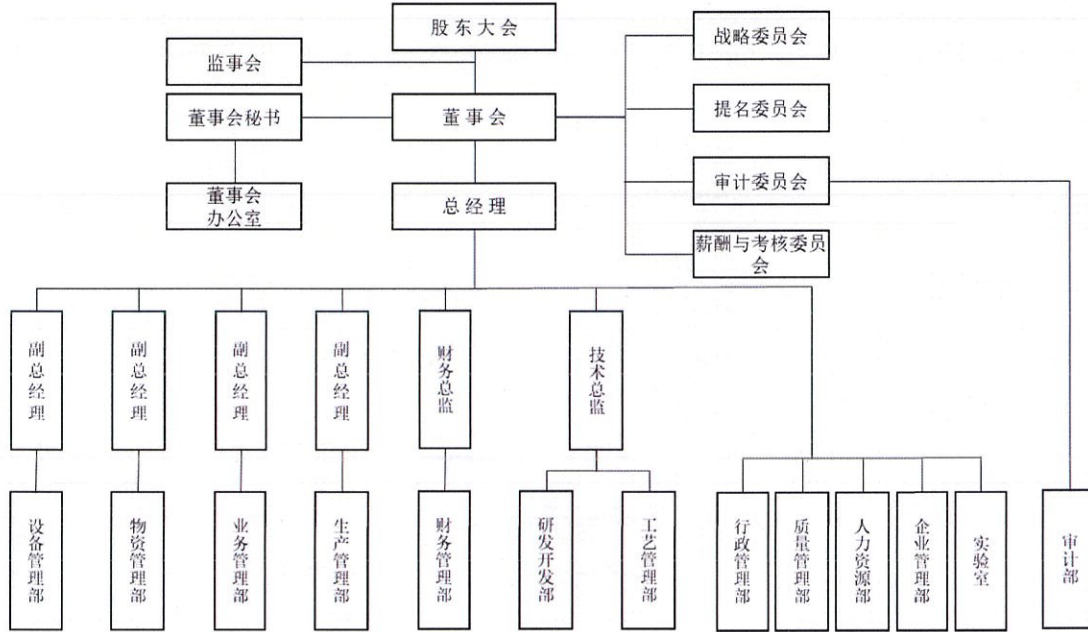 股东大会
监事会
战略委员会
董事会秘书
董事会
提名委员会
董事会
办公室
总经理
审计委员会
薪酬与考核委员
会
副总经理
副总经理
副总经理
副总经理
财务总监
技术总监
设备管理部
物资管理部
业务管理部
生产管理部
财务管理部
研发开发部
工艺管理部
行政管理部
质量管理部
人力资源部
企业管理部
实验室
审计部